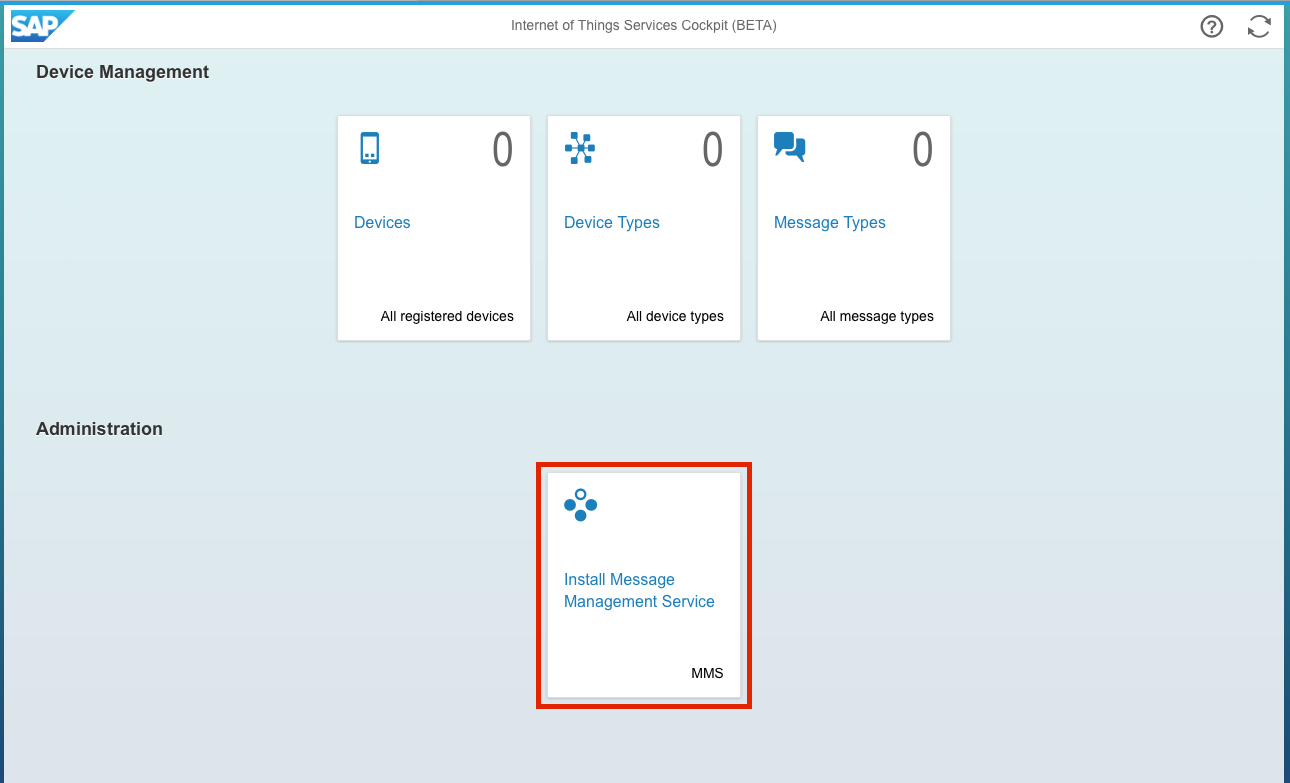 SAP
Internet of Things Services Cockpit (BETA)
?
Device Management
0
0
0
Devices
Device Types
Message Types
All registered devices
All device types
All message types
Administration
Install Message
Management Service
MMS